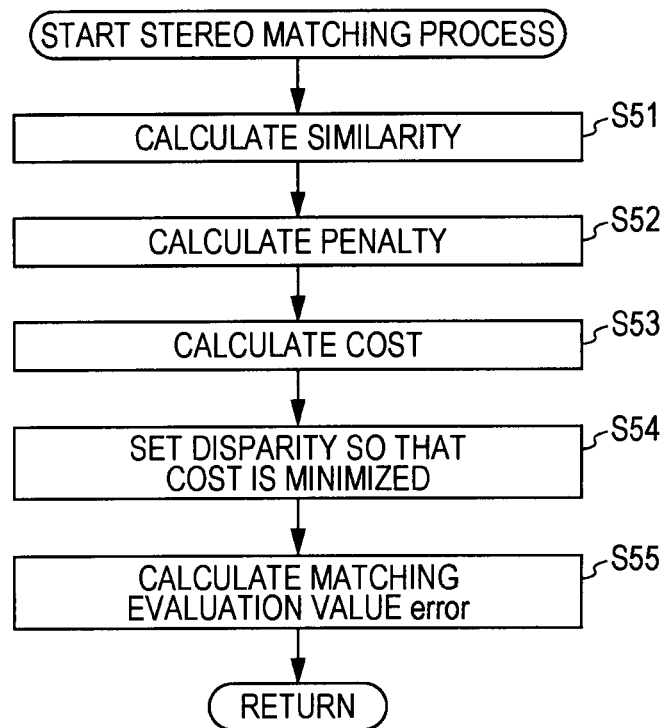 START STEREO MATCHING PROCESS
S51
CALCULATE SIMILARITY
S52
CALCULATE PENALTY
S53
CALCULATE COST
S54
SET DISPARITY SO THAT
COST IS MINIMIZED
S55
CALCULATE MATCHING
EVALUATION VALUE error
RETURN